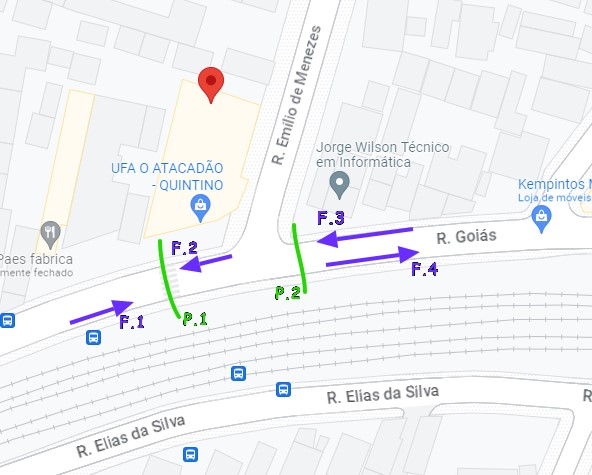 R. Emílio de Menezes
Jorge Wilson Técnico
em Informática
UFA O ATACADÃO
- QUINTINO
Kempintos M
Loja de móveis
F.3
R. Goiás
F.2
Paes fabrica
mente fechado
F.4
P.2
F.1
P.1
R. Elias da Silva
R. Elias da Silva
R